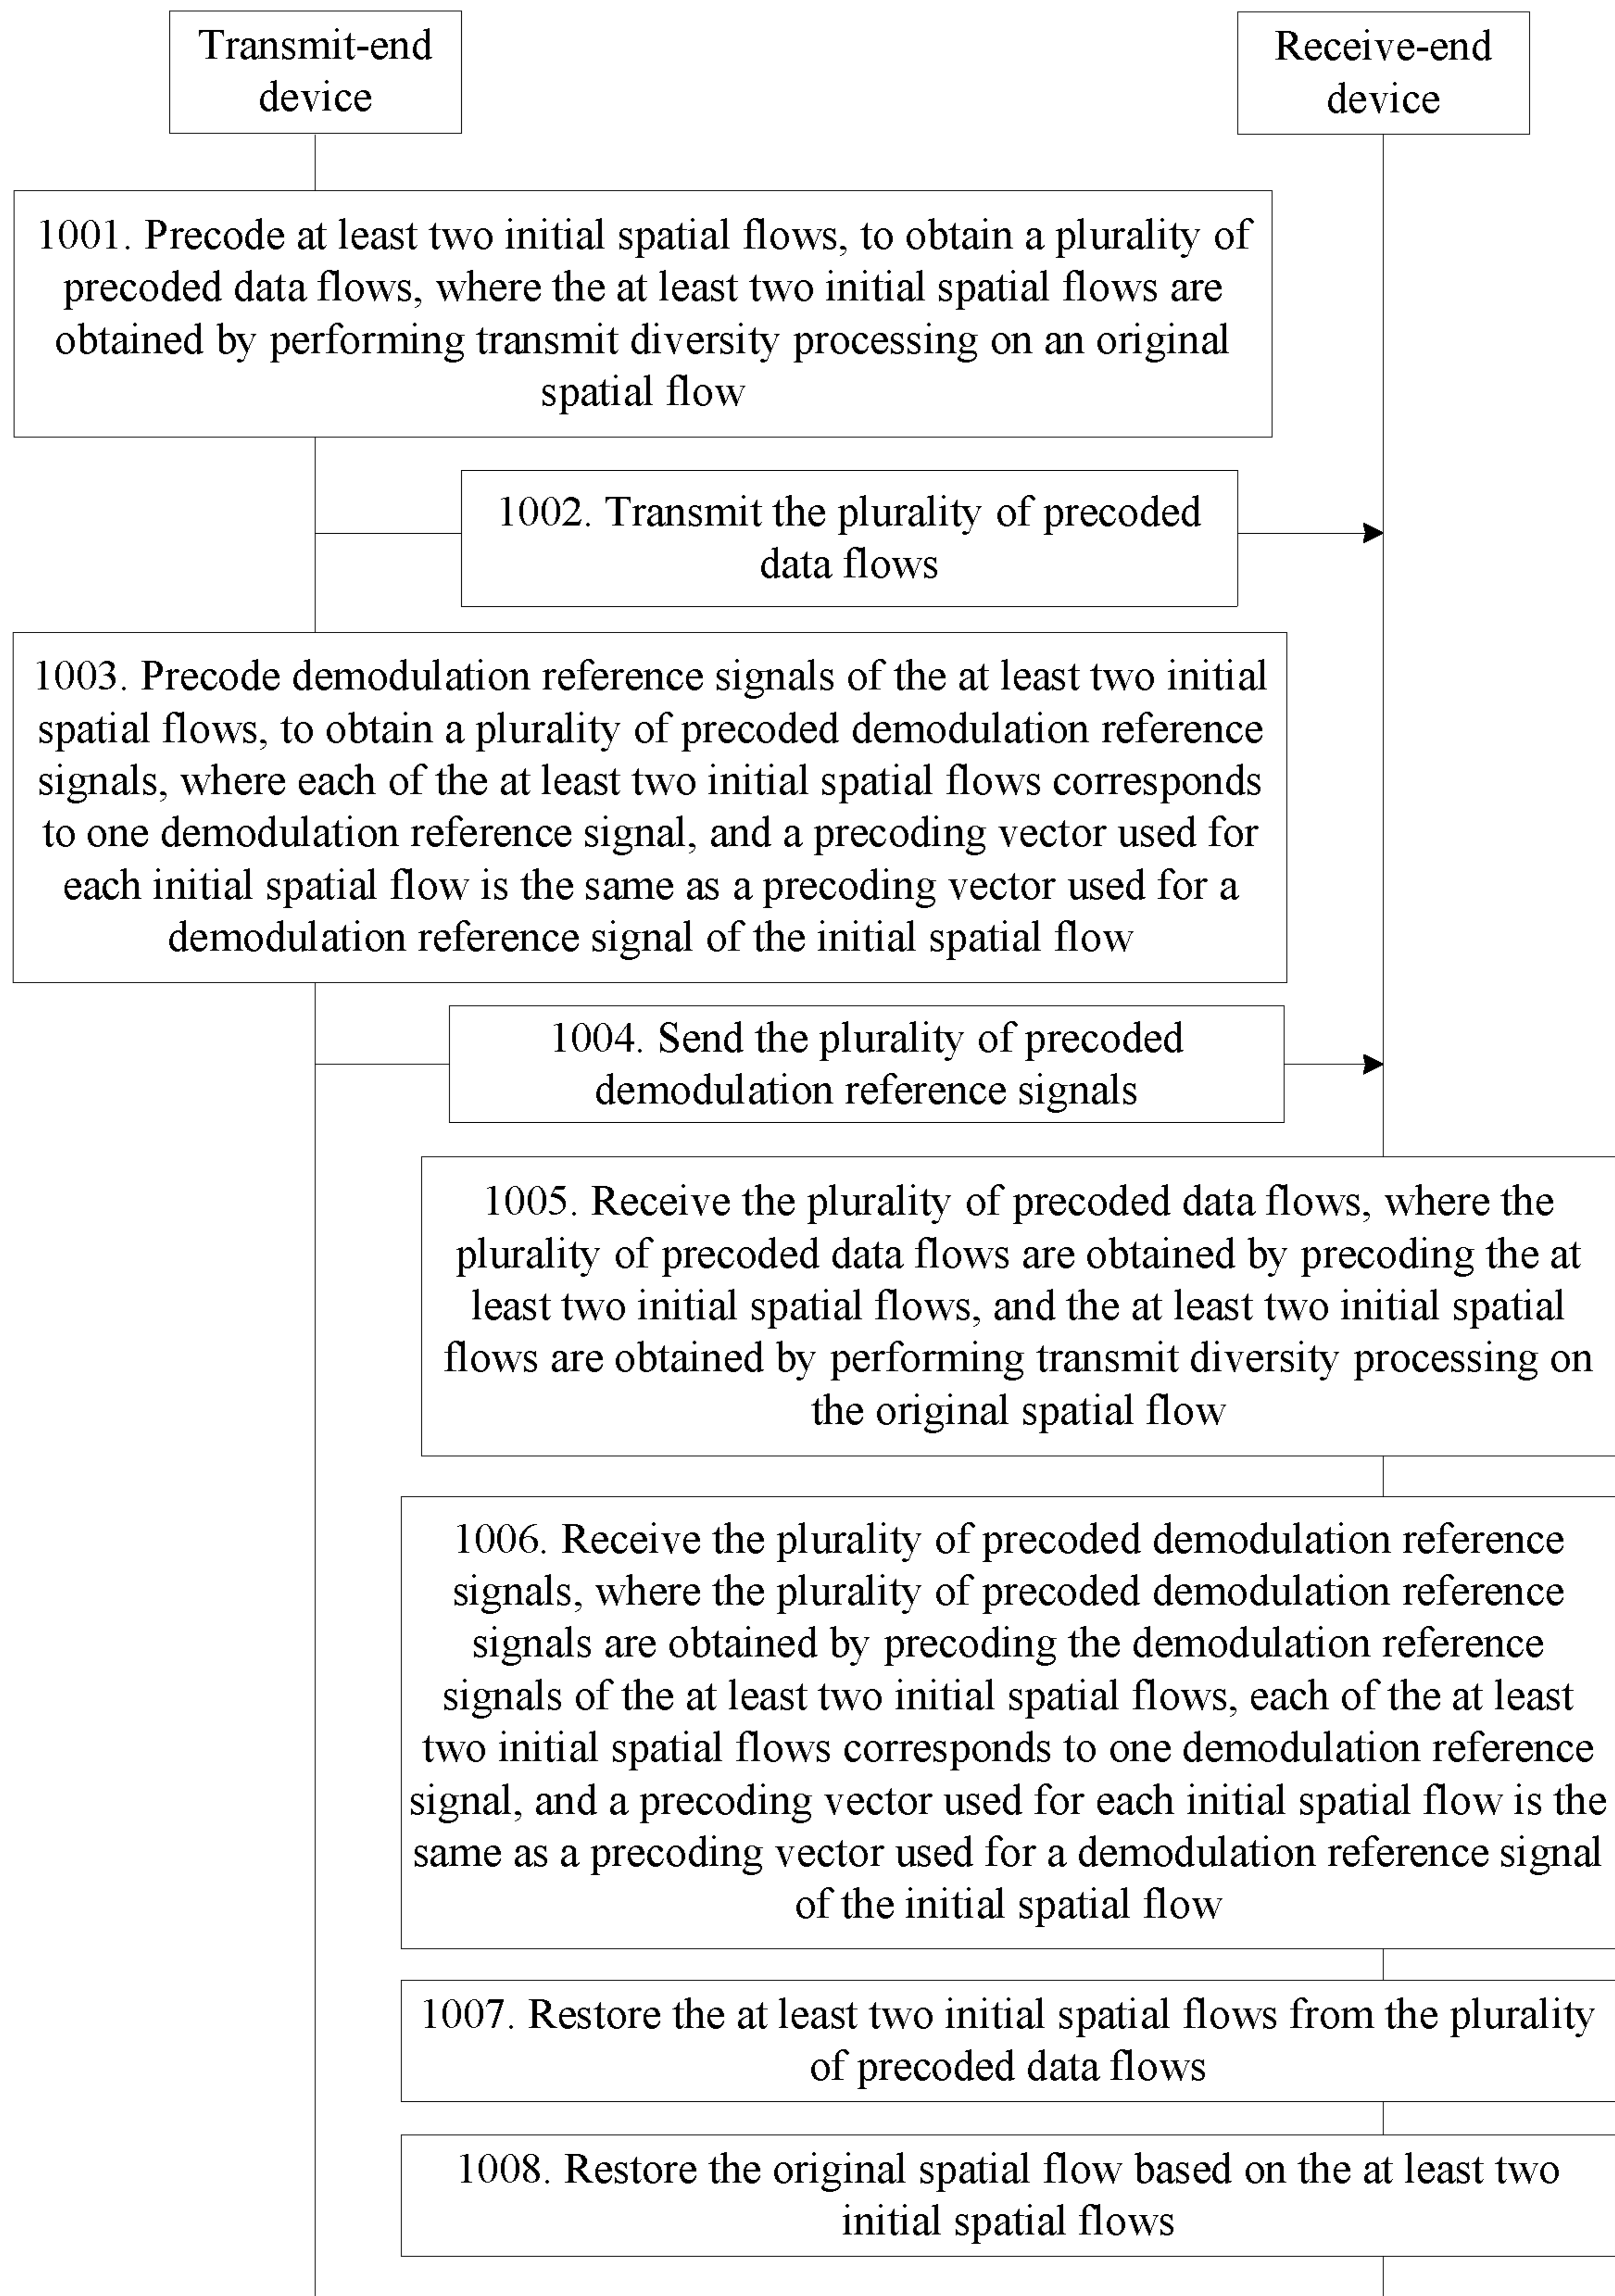 Transmit-end
device
Receive-end
device
1001. Precode at least two initial spatial flows, to obtain a plurality of
precoded data flows, where the at least two initial spatial flows are
obtained by performing transmit diversity processing on an original
spatial flow
1002. Transmit the plurality of precoded
data flows
1003. Precode demodulation reference signals of the at least two initial
spatial flows, to obtain a plurality of precoded demodulation reference
signals, where each of the at least two initial spatial flows corresponds
to one demodulation reference signal, and a precoding vector used for
each initial spatial flow is the same as a precoding vector used for a
demodulation reference signal of the initial spatial flow
1004. Send the plurality of precoded
demodulation reference signals
1005. Receive the plurality of precoded data flows, where the
plurality of precoded data flows are obtained by precoding the at
least two initial spatial flows, and the at least two initial spatial
flows are obtained by performing transmit diversity processing on
the original spatial flow
1006. Receive the plurality of precoded demodulation reference
signals, where the plurality of precoded demodulation reference
signals are obtained by precoding the demodulation reference
signals of the at least two initial spatial flows, each of the at least
two initial spatial flows corresponds to one demodulation reference
signal, and a precoding vector used for each initial spatial flow is the
same as a precoding vector used for a demodulation reference signal
of the initial spatial flow
1007. Restore the at least two initial spatial flows from the plurality
of precoded data flows
1008. Restore the original spatial flow based on the at least two
initial spatial flows